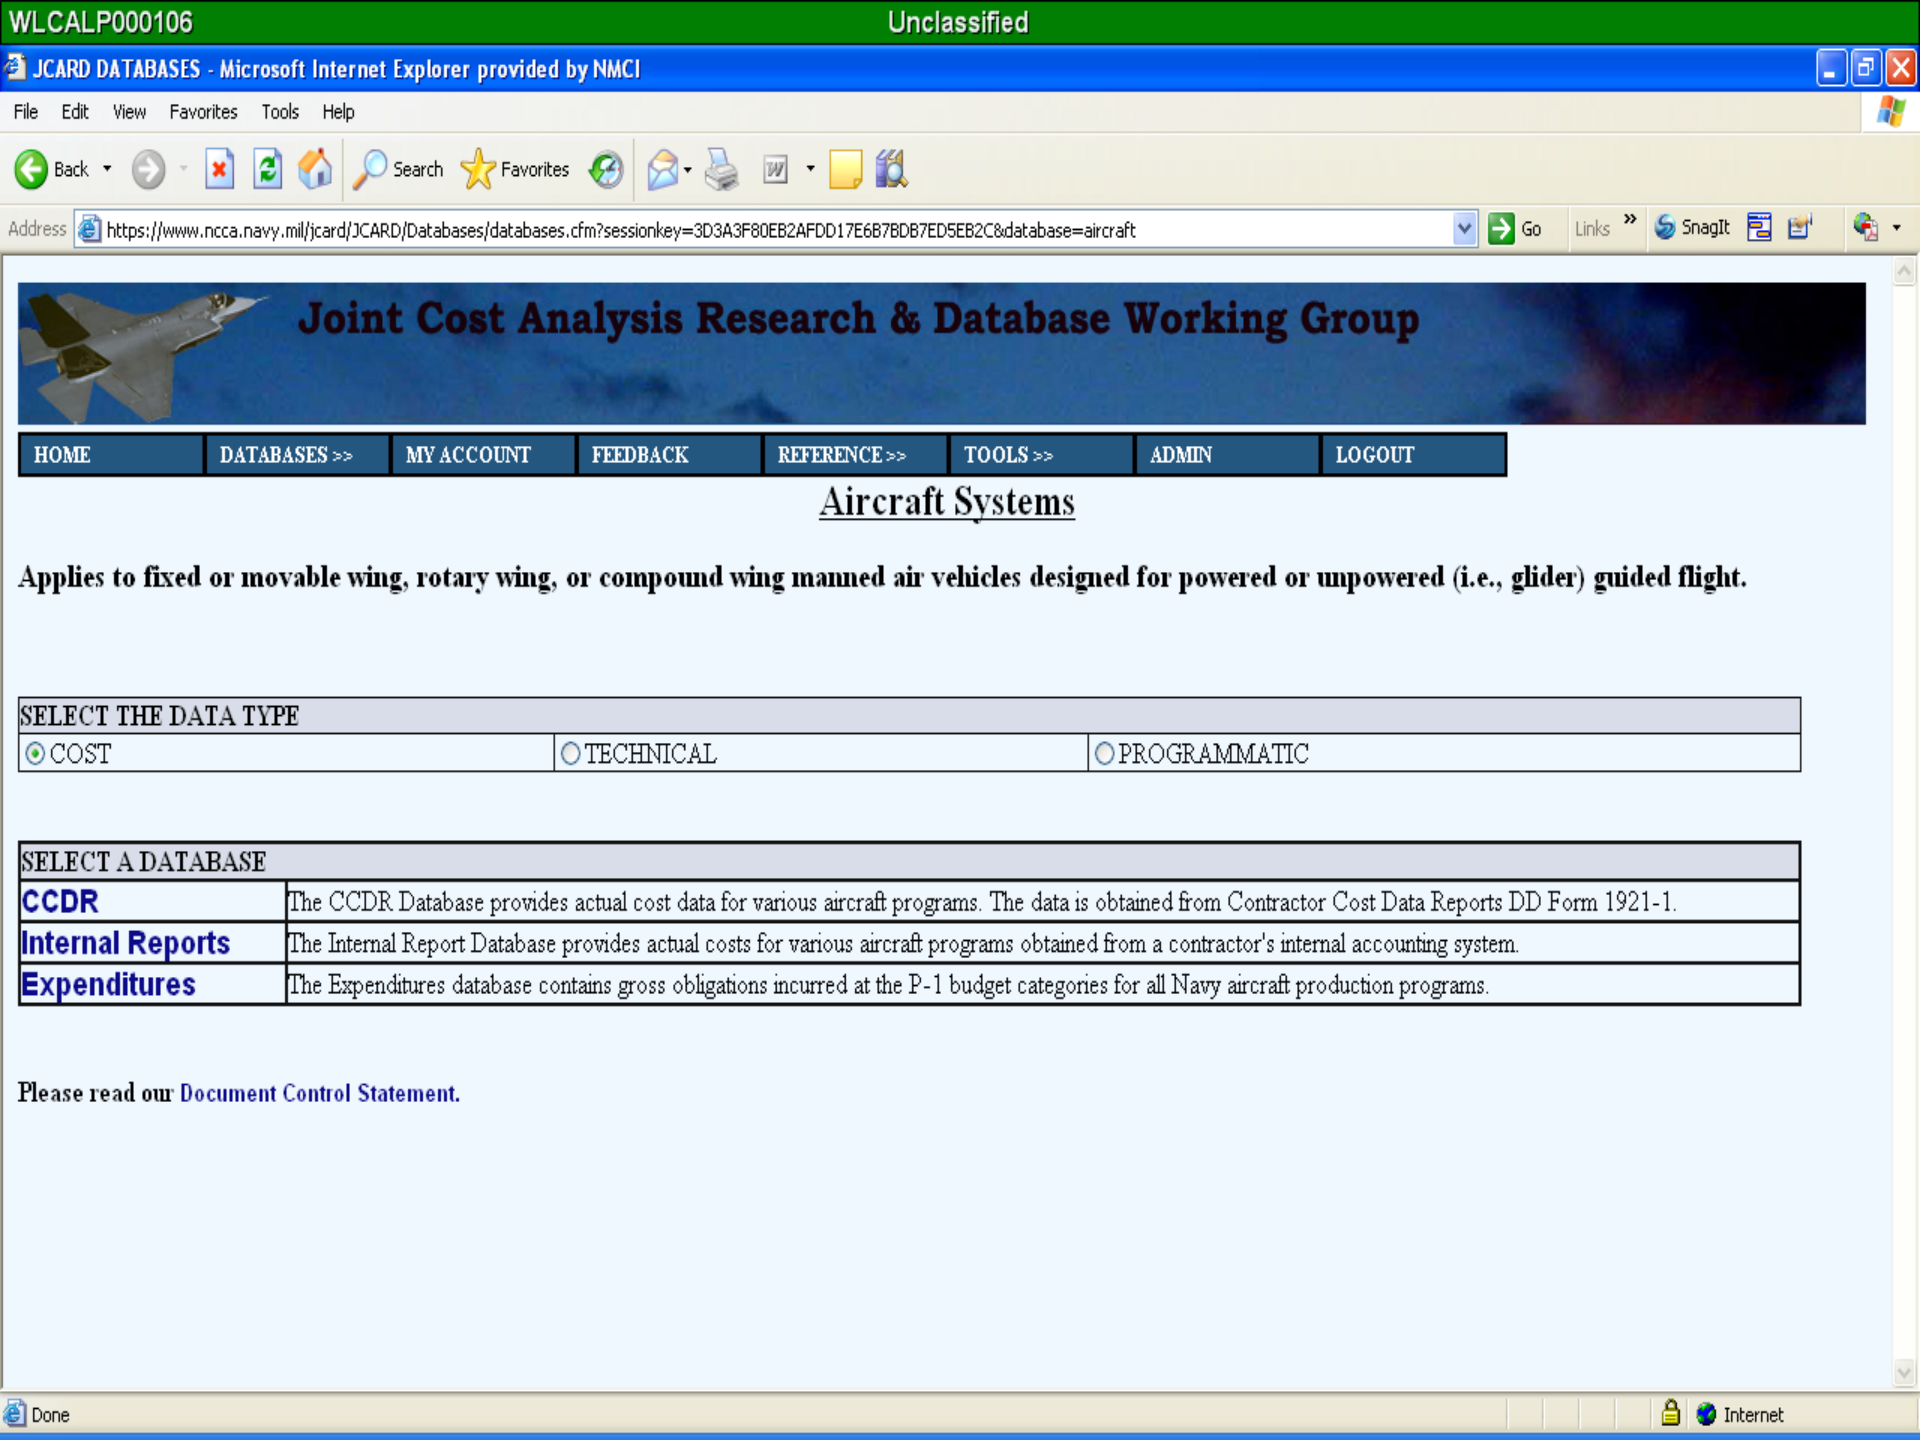 WLCALP000106 Unclassified
JCARD DATABASES - Microsoft Internet Explorer provided by NMCI
File Edit View Favorites Tools Help
Back Search Favorites W
Address https://www.ncca.navy.mil/jcard/JCARD/Databases/databases.cfm?sessionkey=3D3A3F80EB2AFDD17E6B7BDB7ED5EB2C&database=aircraft Go Links » SnagIt
Joint Cost Analysis Research & Database Working Group
HOME DATABASES >> MY ACCOUNT FEEDBACK REFERENCE >> TOOLS >> ADMIN LOGOUT
Aircraft Systems
Applies to fixed or movable wing, rotary wing, or compound wing manned air vehicles designed for powered or unpowered (i.e., glider) guided flight.
SELECT THE DATA TYPE
COST TECHNICAL PROGRAMMATIC
SELECT A DATABASE
CCDR The CCDR Database provides actual cost data for various aircraft programs. The data is obtained from Contractor Cost Data Reports DD Form 1921-1.
Internal Reports The Internal Report Database provides actual costs for various aircraft programs obtained from a contractor's internal accounting system.
Expenditures The Expenditures database contains gross obligations incurred at the P-1 budget categories for all Navy aircraft production programs.
Please read our Document Control Statement.
Done Internet